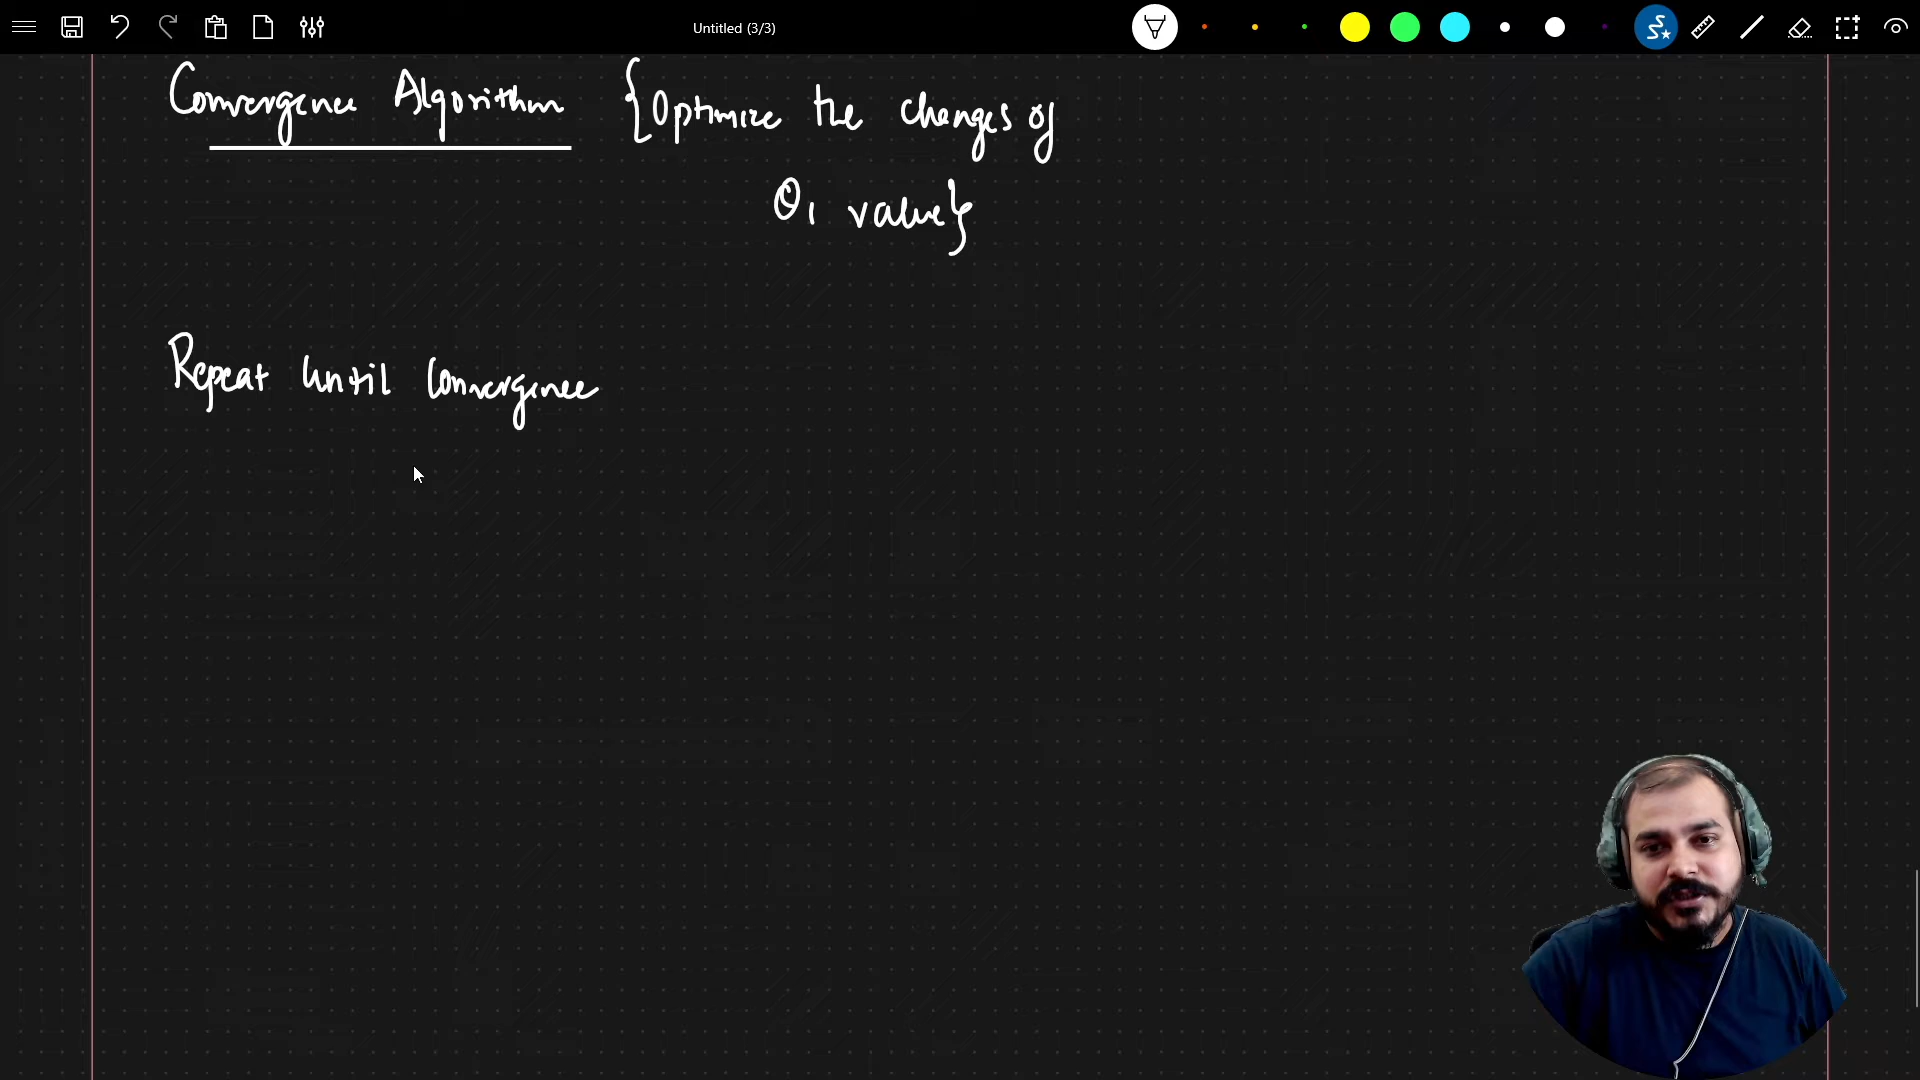 Untitled (3/3)
Convergence Algorithm {Optimize the changes of
θ1 value}
Repeat until convergence